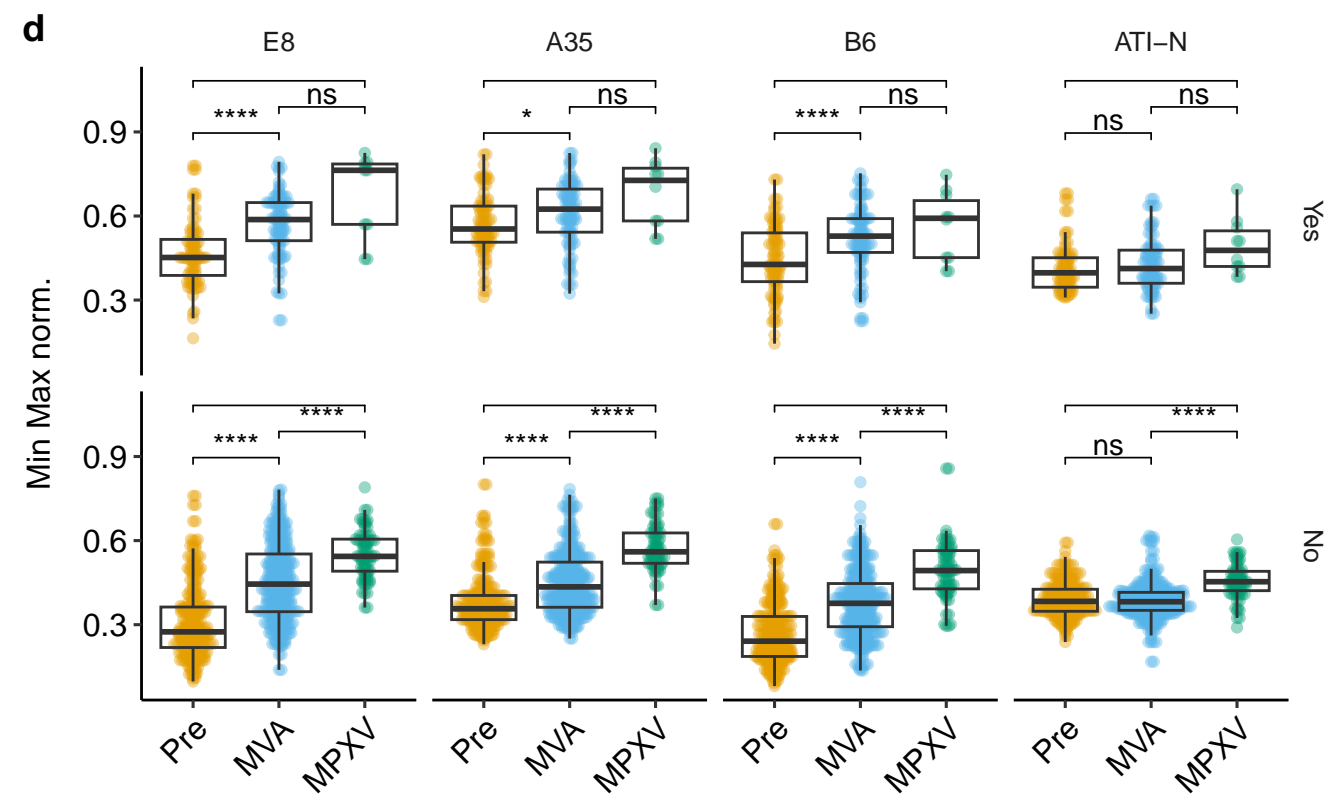 d
E8 A35 B6 ATI–N
ns ns ns ns
**** * **** ns
0.9
0.6
0.3
Yes
Min Max norm.
**** **** **** ****
**** **** **** ns
0.9
0.6
0.3
No
Pre MVA MPXV Pre MVA MPXV Pre MVA MPXV Pre MVA MPXV